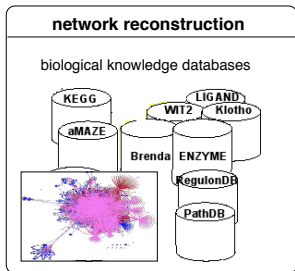 network reconstruction
biological knowledge databases
KEGG
LIGAND
WIT2
Klotho
aMAZE
Brenda
ENZYME
RegulonDB
PathDB